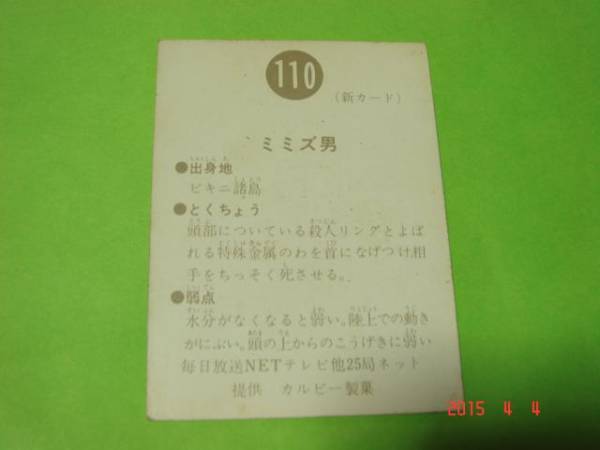 110
(新カード)
ミミズ男
●出身地
ビキニ諸島
●とくちょう
頭部についている殺人リングとよば
れる特殊金属のわを首になげつけ、相
手をちっそく死させる。
●弱点
水分がなくなると弱い。陸上での動き
がにぶい。頭の上からのこうげきに弱い
毎日放送NETテレビ他25局ネット
提供 カルビー製菓
2015 4 4